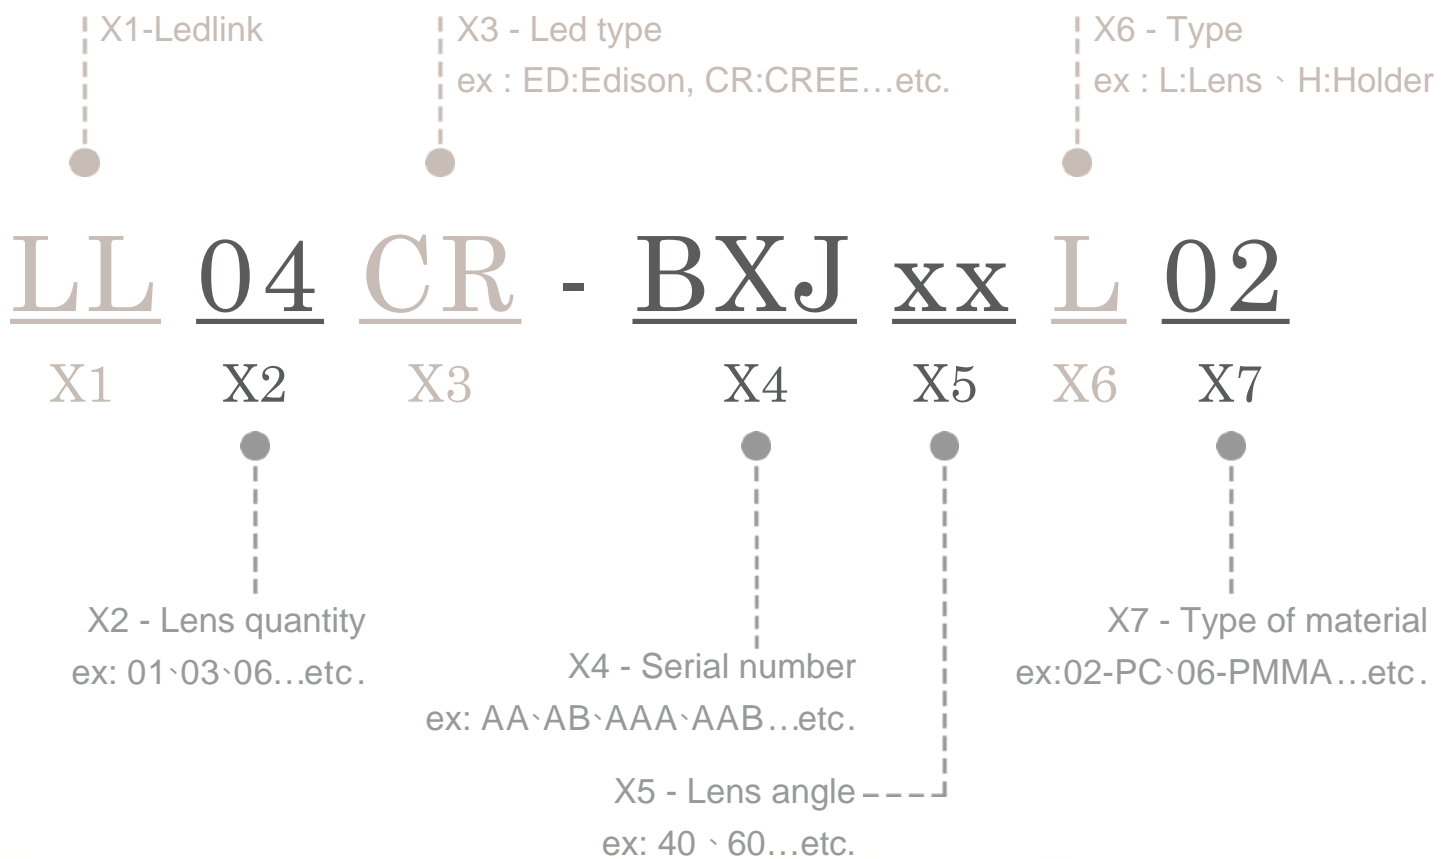 X1-Ledlink
X3 - Led type
ex : ED:Edison, CR:CREE...etc.
X6 - Type
ex : L:Lens、H:Holder
LL 04 CR - BXJ xx L 02
X1 X2 X3 X4 X5 X6 X7
X2 - Lens quantity
ex: 01、03、06...etc.
X4 - Serial number
ex: AA、AB、AAA、AAB...etc.
X5 - Lens angle
ex: 40 、60...etc.
X7 - Type of material
ex:02-PC、06-PMMA...etc.